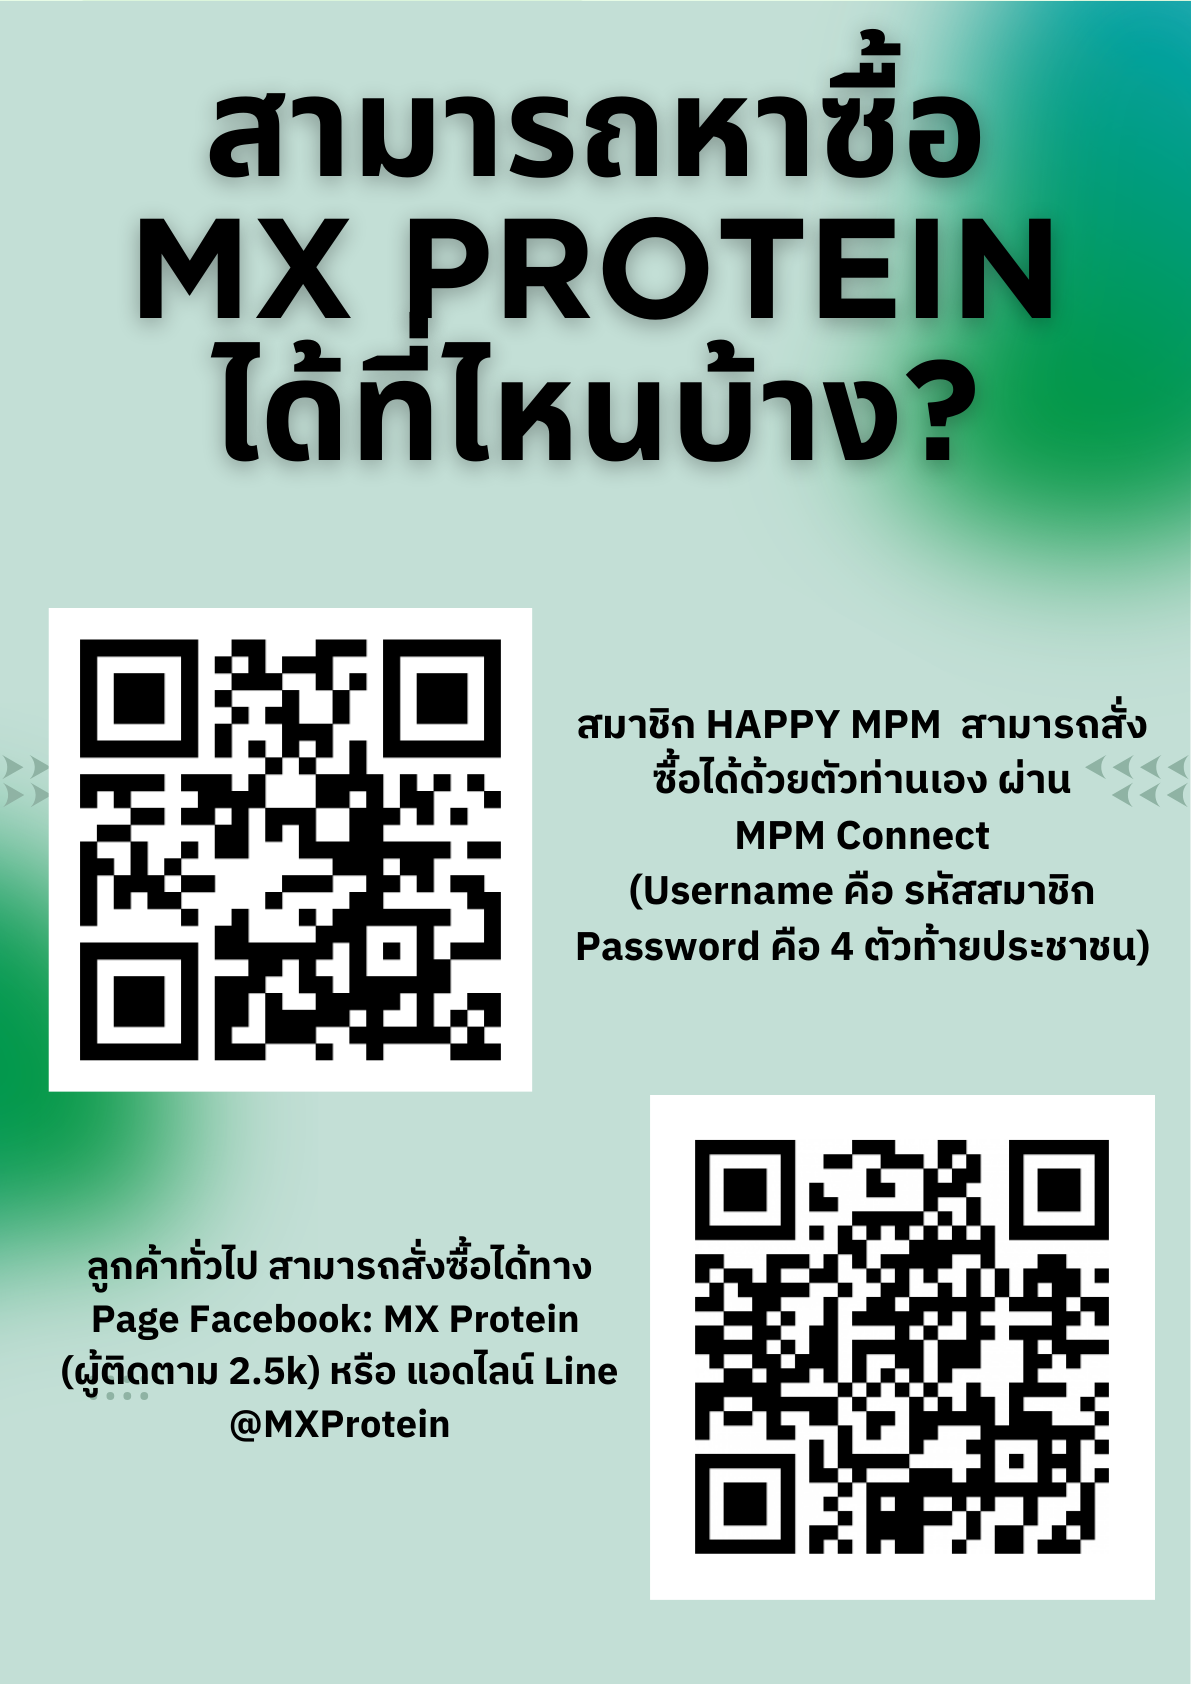 สามารถหาซื้อ
MX PROTEIN
ได้ที่ไหนบ้าง?
สมาชิก HAPPY MPM สามารถสั่ง
ซื้อได้ด้วยตัวท่านเอง ผ่าน
MPM Connect
(Username คือ รหัสสมาชิก
Password คือ 4 ตัวท้ายประชาชน)
ลูกค้าทั่วไป สามารถสั่งซื้อได้ทาง
Page Facebook: MX Protein
(ผู้ติดตาม 2.5k) หรือ แอดไลน์ Line
@MXProtein